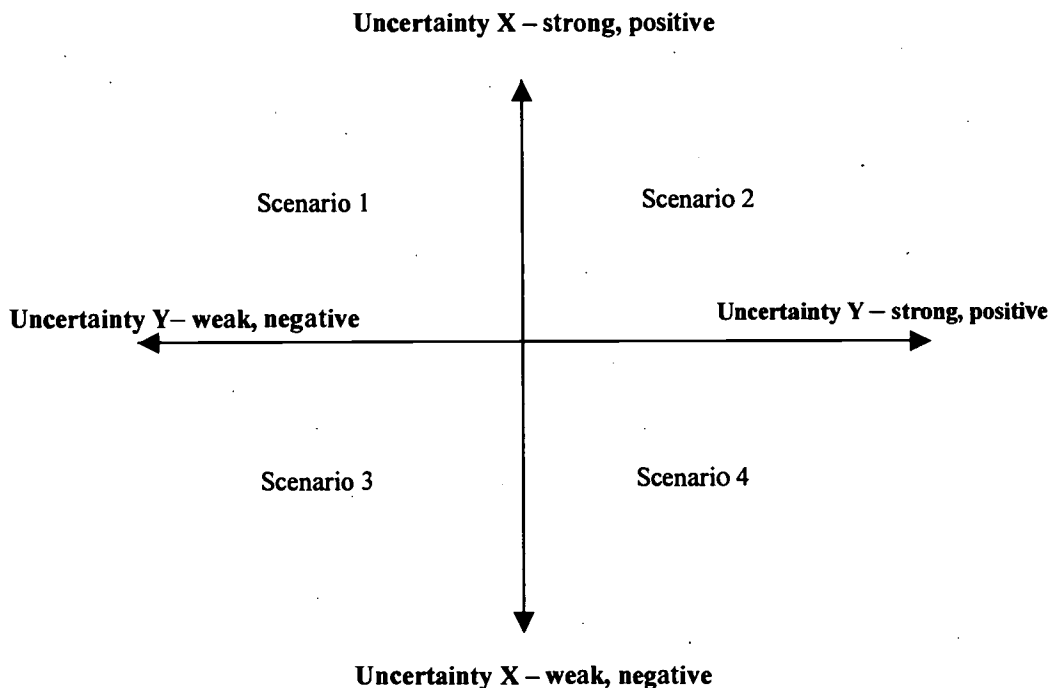 Uncertainty X – strong, positive
Scenario 1
Scenario 2
Uncertainty Y– weak, negative
Uncertainty Y – strong, positive
Scenario 3
Scenario 4
Uncertainty X – weak, negative